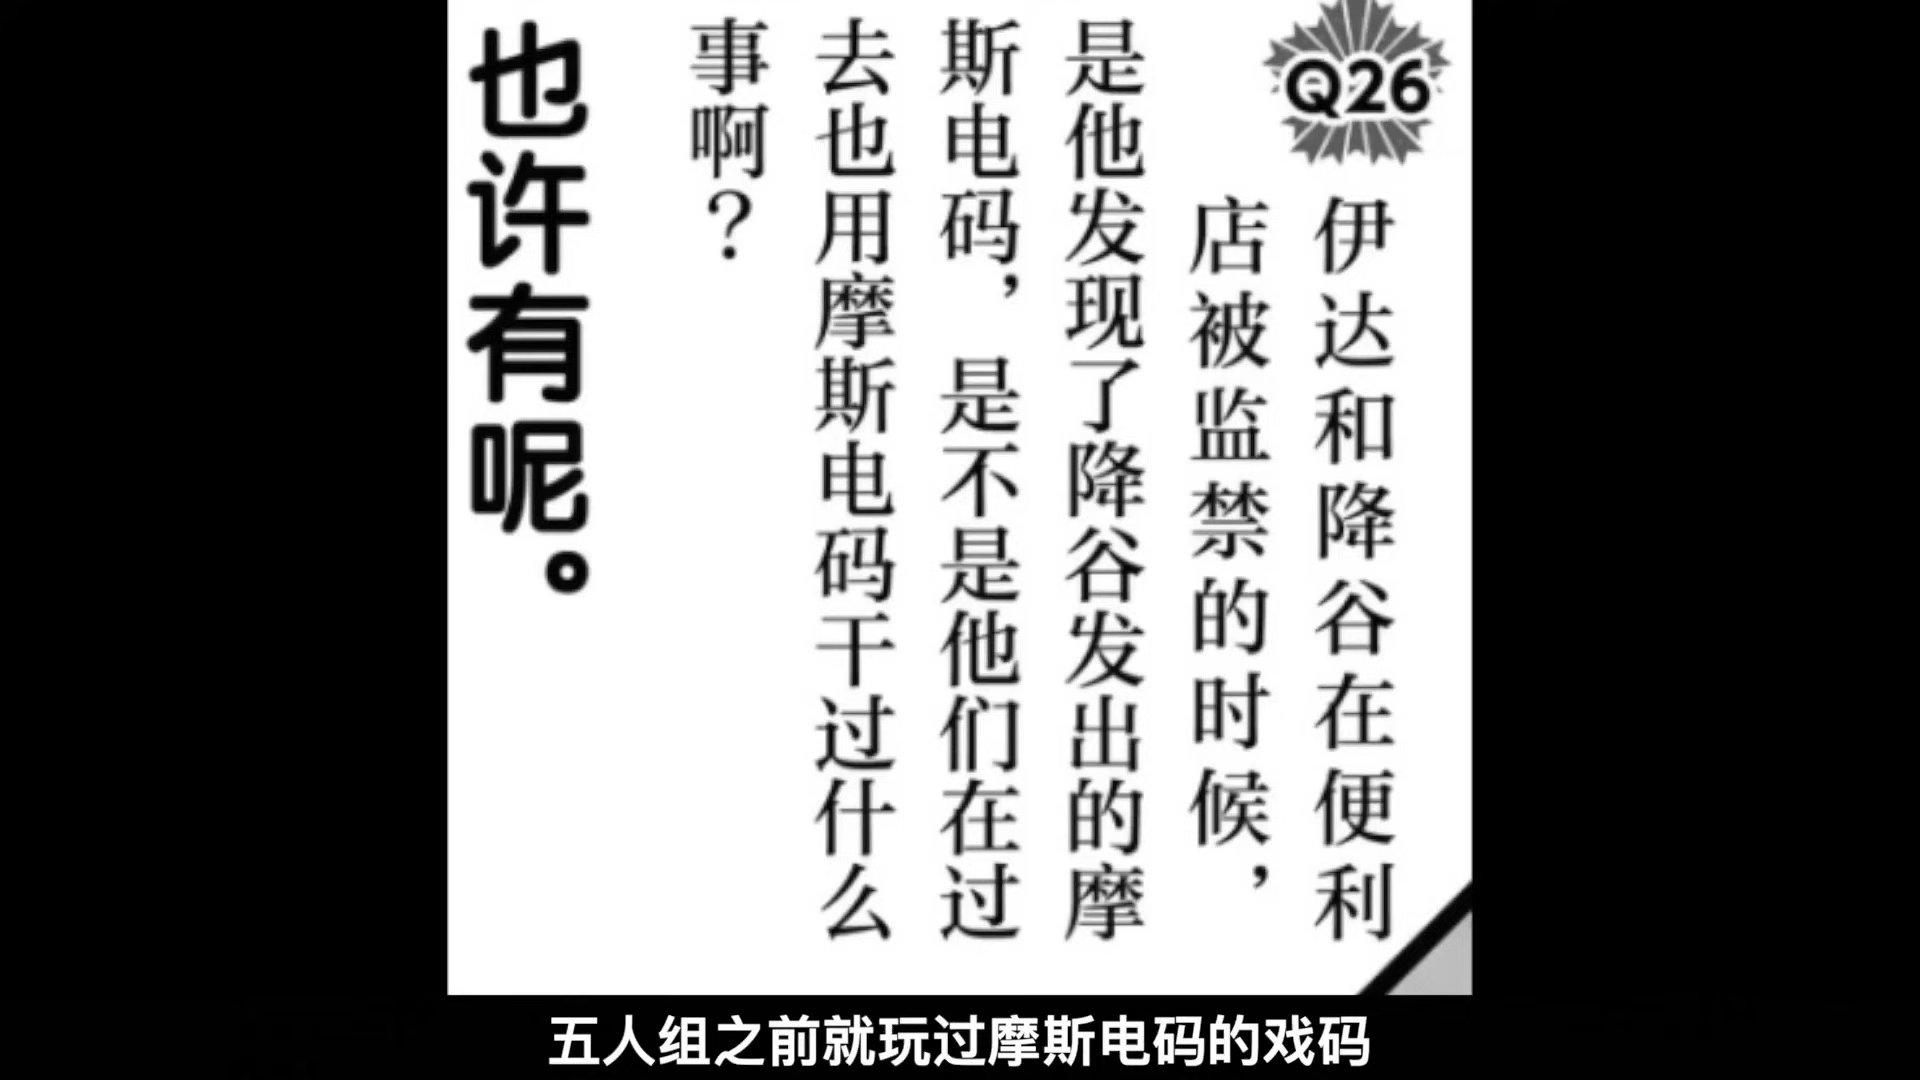 Q26
伊达和降谷在便利
店被监禁的时候，
是他发现了降谷发出的摩
斯电码，是不是他们在过
去也用摩斯电码干过什么
事啊？
也许有呢。
五人组之前就玩过摩斯电码的戏码